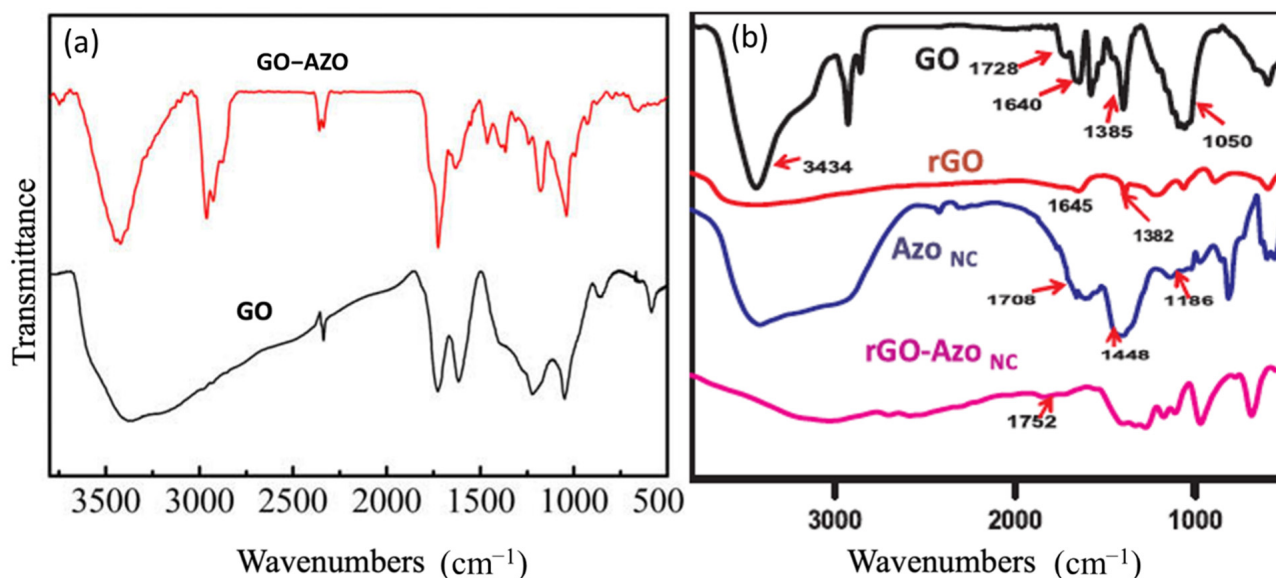 (a)
GO–AZO
GO
Transmittance
3500 3000 2500 2000 1500 1000 500
Wavenumbers (cm⁻¹)
(b)
GO
1728
1640
1385
1050
3434
rGO
1645
1382
Azo NC
1708
1186
1448
rGO-Azo NC
1752
3000 2000 1000
Wavenumbers (cm⁻¹)